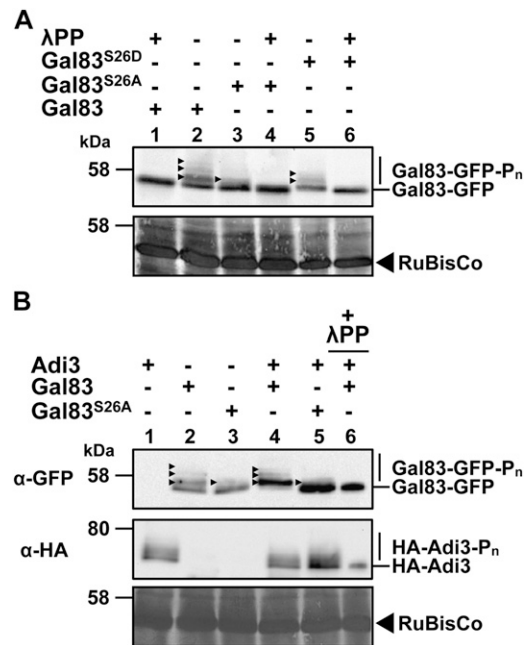 A
λPP + - - + - +
Gal83S26D - - - - + +
Gal83S26A - - + + - -
Gal83 + + - - - -
1 2 3 4 5 6
kDa
58
Gal83-GFP-Pn
Gal83-GFP
58
RuBisCo
B
+
λPP
Adi3 + - - + + +
Gal83 - + - + - +
Gal83S26A - - + - + -
1 2 3 4 5 6
kDa
α-GFP
58
Gal83-GFP-Pn
Gal83-GFP
80
α-HA
HA-Adi3-Pn
HA-Adi3
58
RuBisCo